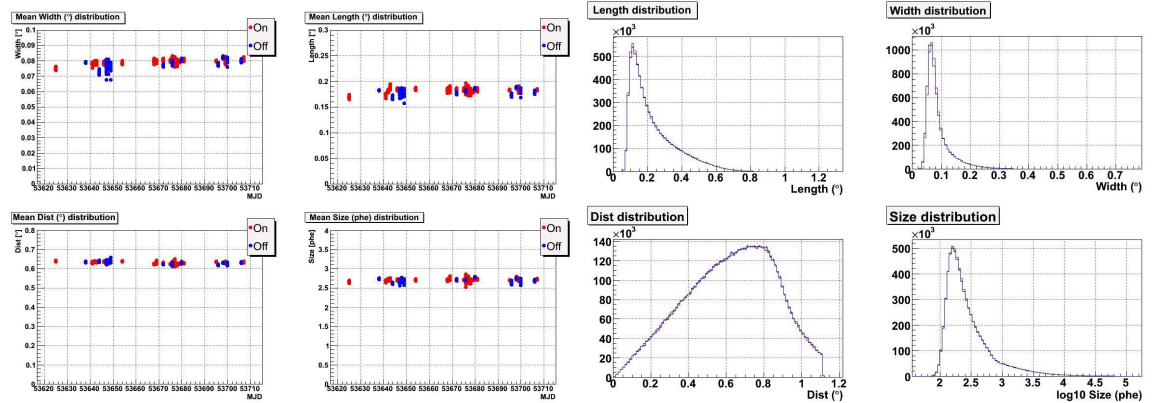 Mean Width (°) distribution
Width [°]
0.1
0.09
0.08
0.07
0.06
0.05
0.04
0.03
0.02
0.01
0
53620 53630 53640 53650 53660 53670 53680 53690 53700 53710
MJD
On
Off
Mean Length (°) distribution
Length [°]
0.3
0.25
0.2
0.15
0.1
0.05
0
53620 53630 53640 53650 53660 53670 53680 53690 53700 53710
MJD
On
Off
Length distribution
×10³
500
400
300
200
100
0
0 0.2 0.4 0.6 0.8 1 1.2
Length (°)
Width distribution
×10³
1000
800
600
400
200
0
0 0.1 0.2 0.3 0.4 0.5 0.6 0.7
Width (°)
Mean Dist (°) distribution
Dist [°]
0.8
0.7
0.6
0.5
0.4
0.3
0.2
0.1
0
53620 53630 53640 53650 53660 53670 53680 53690 53700 53710
MJD
On
Off
Mean Size (phe) distribution
Size [phe]
4
3.5
3
2.5
2
1.5
1
0.5
0
53620 53630 53640 53650 53660 53670 53680 53690 53700 53710
MJD
On
Off
Dist distribution
×10³
140
120
100
80
60
40
20
0
0 0.2 0.4 0.6 0.8 1 1.2
Dist (°)
Size distribution
×10³
500
400
300
200
100
0
2 2.5 3 3.5 4 4.5 5
log10 Size (phe)